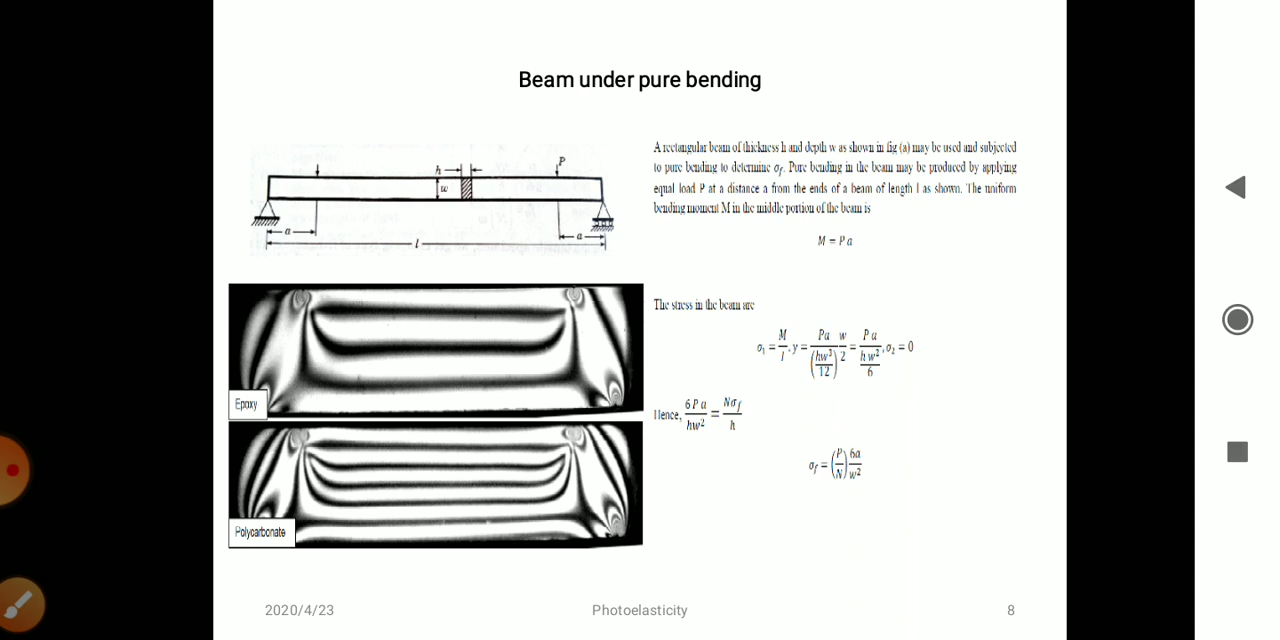 Beam under pure bending
P
h
w
a
a
l
A rectangular beam of thickness h and depth w as shown in fig (a) may be used and subjected
to pure bending to determine σf. Pure bending in the beam may be produced by applying
equal load P at a distance a from the ends of a beam of length l as shown. The uniform
bending moment M in the middle portion of the beam is
M = P a
The stress in the beam are
σ1 = M/I . y = Pa/(hw³/12) w/2 = P a/(h w²/6) , σ2 = 0
Hence, 6 P a/hw² = Nσf/h
σf = (P/N) 6a/w²
Epoxy
Polycarbonate
2020/4/23
Photoelasticity
8